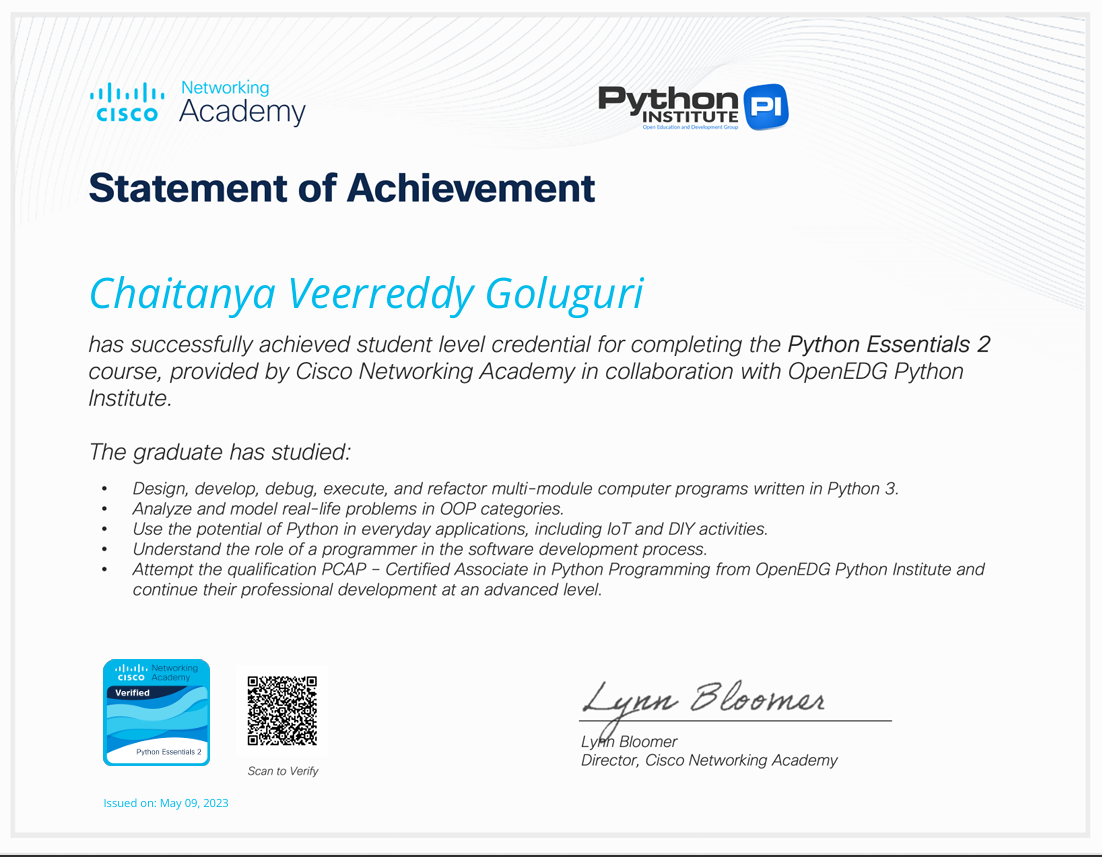 CISCO Networking Academy
Python INSTITUTE PI
Open Education and Development Group
Statement of Achievement
Chaitanya Veerreddy Goluguri
has successfully achieved student level credential for completing the Python Essentials 2
course, provided by Cisco Networking Academy in collaboration with OpenEDG Python
Institute.
The graduate has studied:
• Design, develop, debug, execute, and refactor multi-module computer programs written in Python 3.
• Analyze and model real-life problems in OOP categories.
• Use the potential of Python in everyday applications, including IoT and DIY activities.
• Understand the role of a programmer in the software development process.
• Attempt the qualification PCAP – Certified Associate in Python Programming from OpenEDG Python Institute and
continue their professional development at an advanced level.
CISCO Networking Academy
Verified
Python Essentials 2
Scan to Verify
Issued on: May 09, 2023
Lynn Bloomer
Lynn Bloomer
Director, Cisco Networking Academy